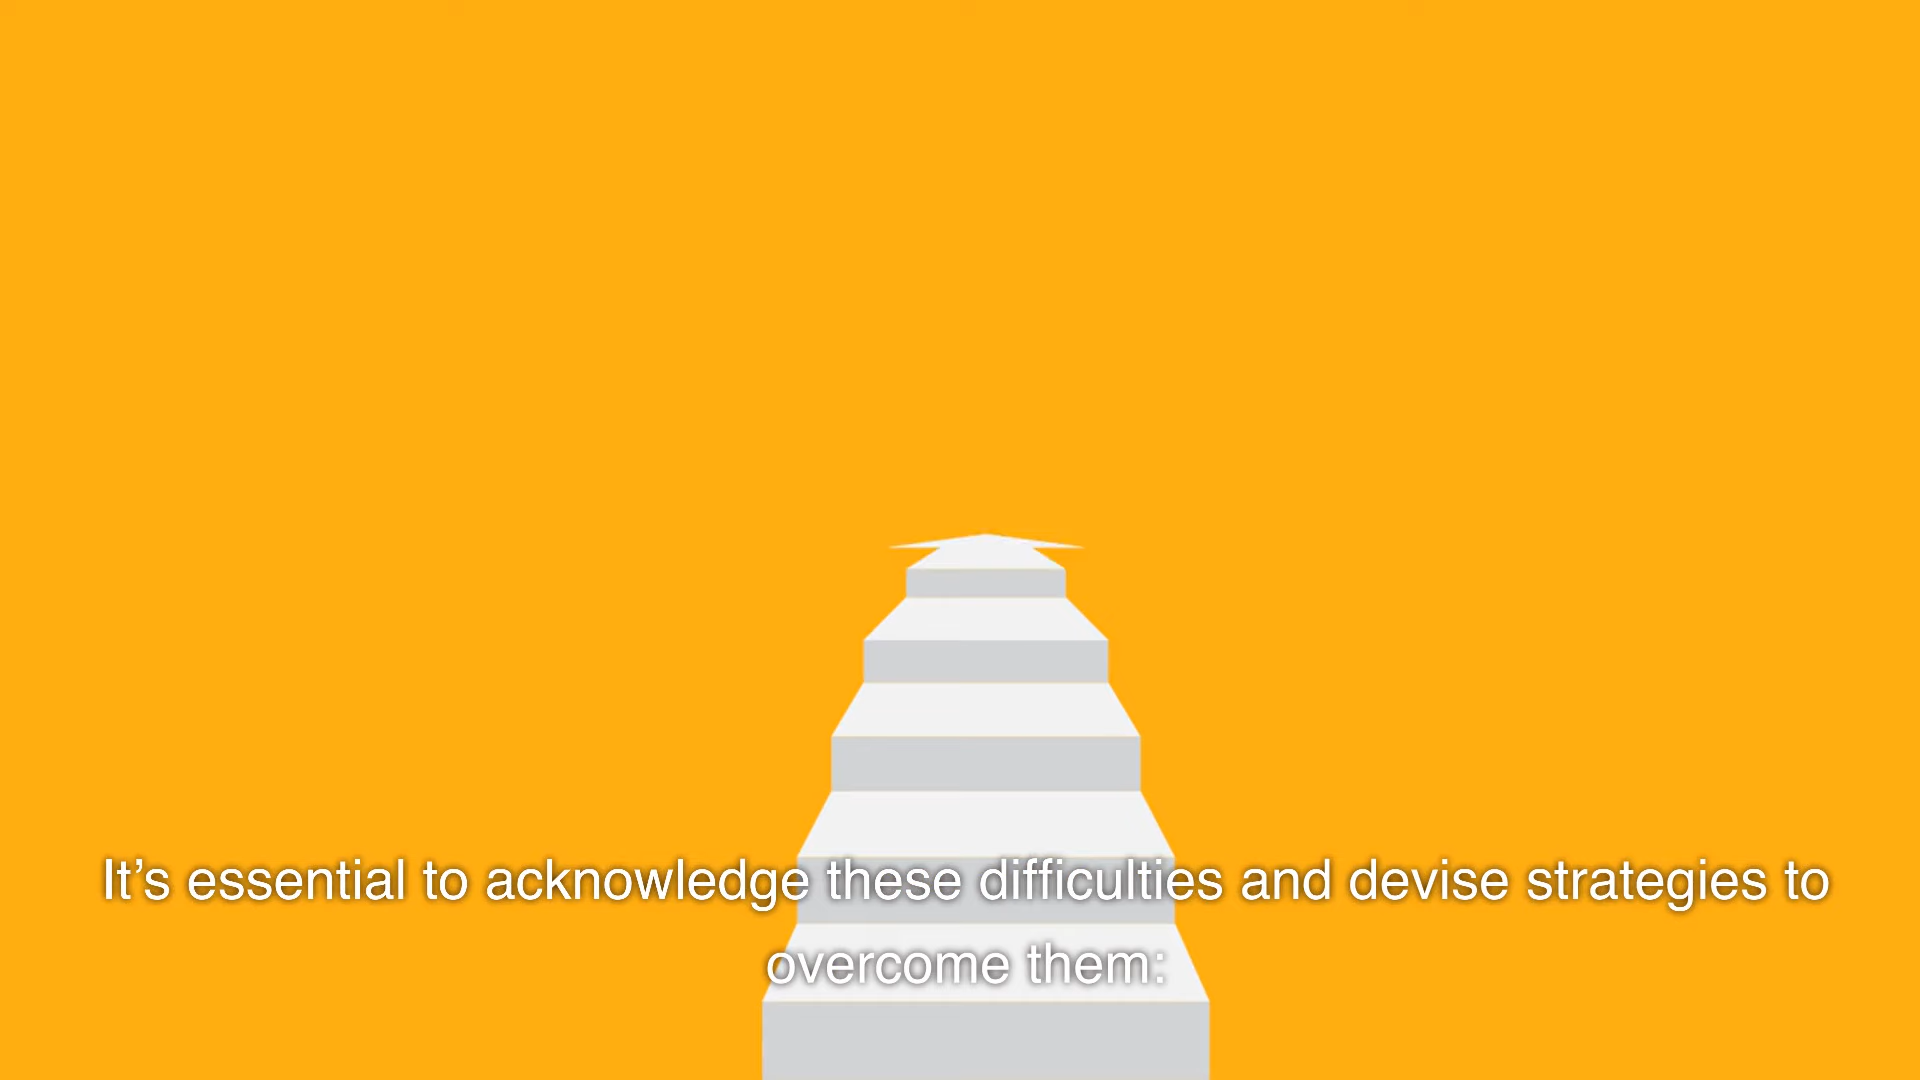 It’s essential to acknowledge these difficulties and devise strategies to
overcome them: